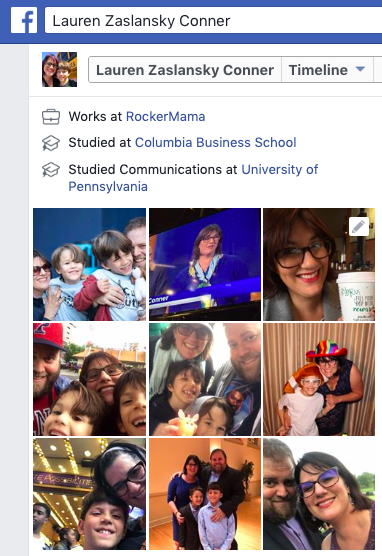 f Lauren Zaslansky Conner
Lauren Zaslansky Conner Timeline
Works at RockerMama
Studied at Columbia Business School
Studied Communications at University of
Pennsylvania
Conner